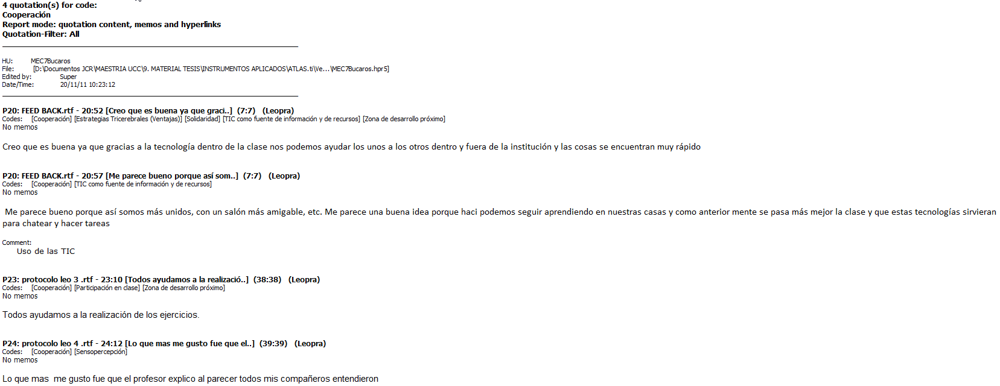 4 quotation(s) for code:
Cooperación
Report mode: quotation content, memos and hyperlinks
Quotation-Filter: All
HU: MEC7Bucaros
File: [D:\Documentos JCR\MAESTRIA UCC\9. MATERIAL TESIS\INSTRUMENTOS APLICADOS\ATLAS.ti\Ve...\MEC7Bucaros.hpr5]
Edited by: Super
Date/Time: 20/11/11 10:23:12
P20: FEED BACK.rtf - 20:52 [Creo que es buena ya que graci..] (7:7) (Leopra)
Codes: [Cooperación] [Estrategias Tricerebrales (Ventajas)] [Solidaridad] [TIC como fuente de información y de recursos] [Zona de desarrollo próximo]
No memos
Creo que es buena ya que gracias a la tecnología dentro de la clase nos podemos ayudar los unos a los otros dentro y fuera de la institución y las cosas se encuentran muy rápido
P20: FEED BACK.rtf - 20:57 [Me parece bueno porque así som..] (7:7) (Leopra)
Codes: [Cooperación] [TIC como fuente de información y de recursos]
No memos
Me parece bueno porque así somos más unidos, con un salón más amigable, etc. Me parece una buena idea porque haci podemos seguir aprendiendo en nuestras casas y como anterior mente se pasa más mejor la clase y que estas tecnologías sirvieran
para chatear y hacer tareas
Comment:
Uso de las TIC
P23: protocolo leo 3 .rtf - 23:10 [Todos ayudamos a la realizació..] (38:38) (Leopra)
Codes: [Cooperación] [Participación en clase] [Zona de desarrollo próximo]
No memos
Todos ayudamos a la realización de los ejercicios.
P24: protocolo leo 4 .rtf - 24:12 [Lo que mas me gusto fue que el..] (39:39) (Leopra)
Codes: [Cooperación] [Sensopercepción]
No memos
Lo que mas  me gusto fue que el profesor explico al parecer todos mis compañeros entendieron